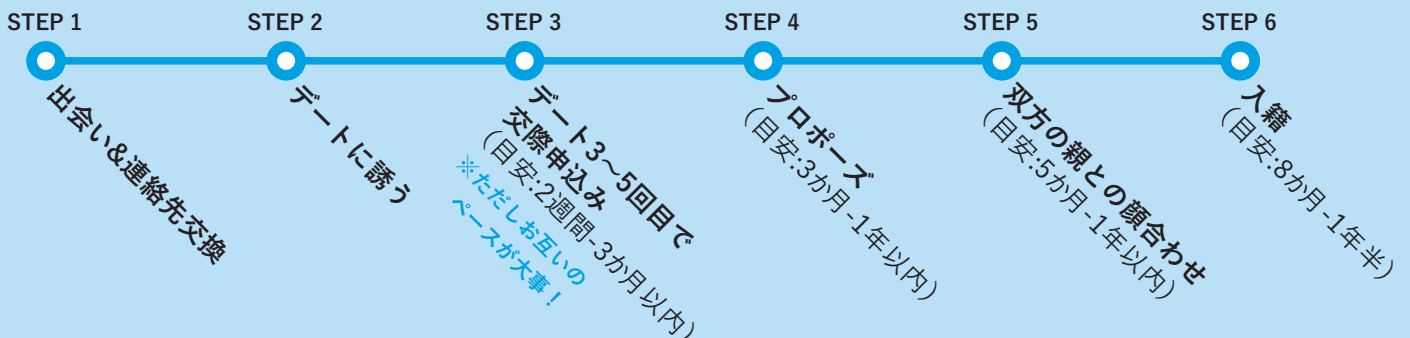 STEP 1
出会い&連絡先交換
STEP 2
デートに誘う
STEP 3
デート3〜5回目で
交際申込み
(目安:2週間-3か月以内)
※ただしお互いの
ペースが大事!
STEP 4
プロポーズ
(目安:3か月-1年以内)
STEP 5
双方の親との顔合わせ
(目安:5か月-1年以内)
STEP 6
入籍
(目安:8か月-1年半)